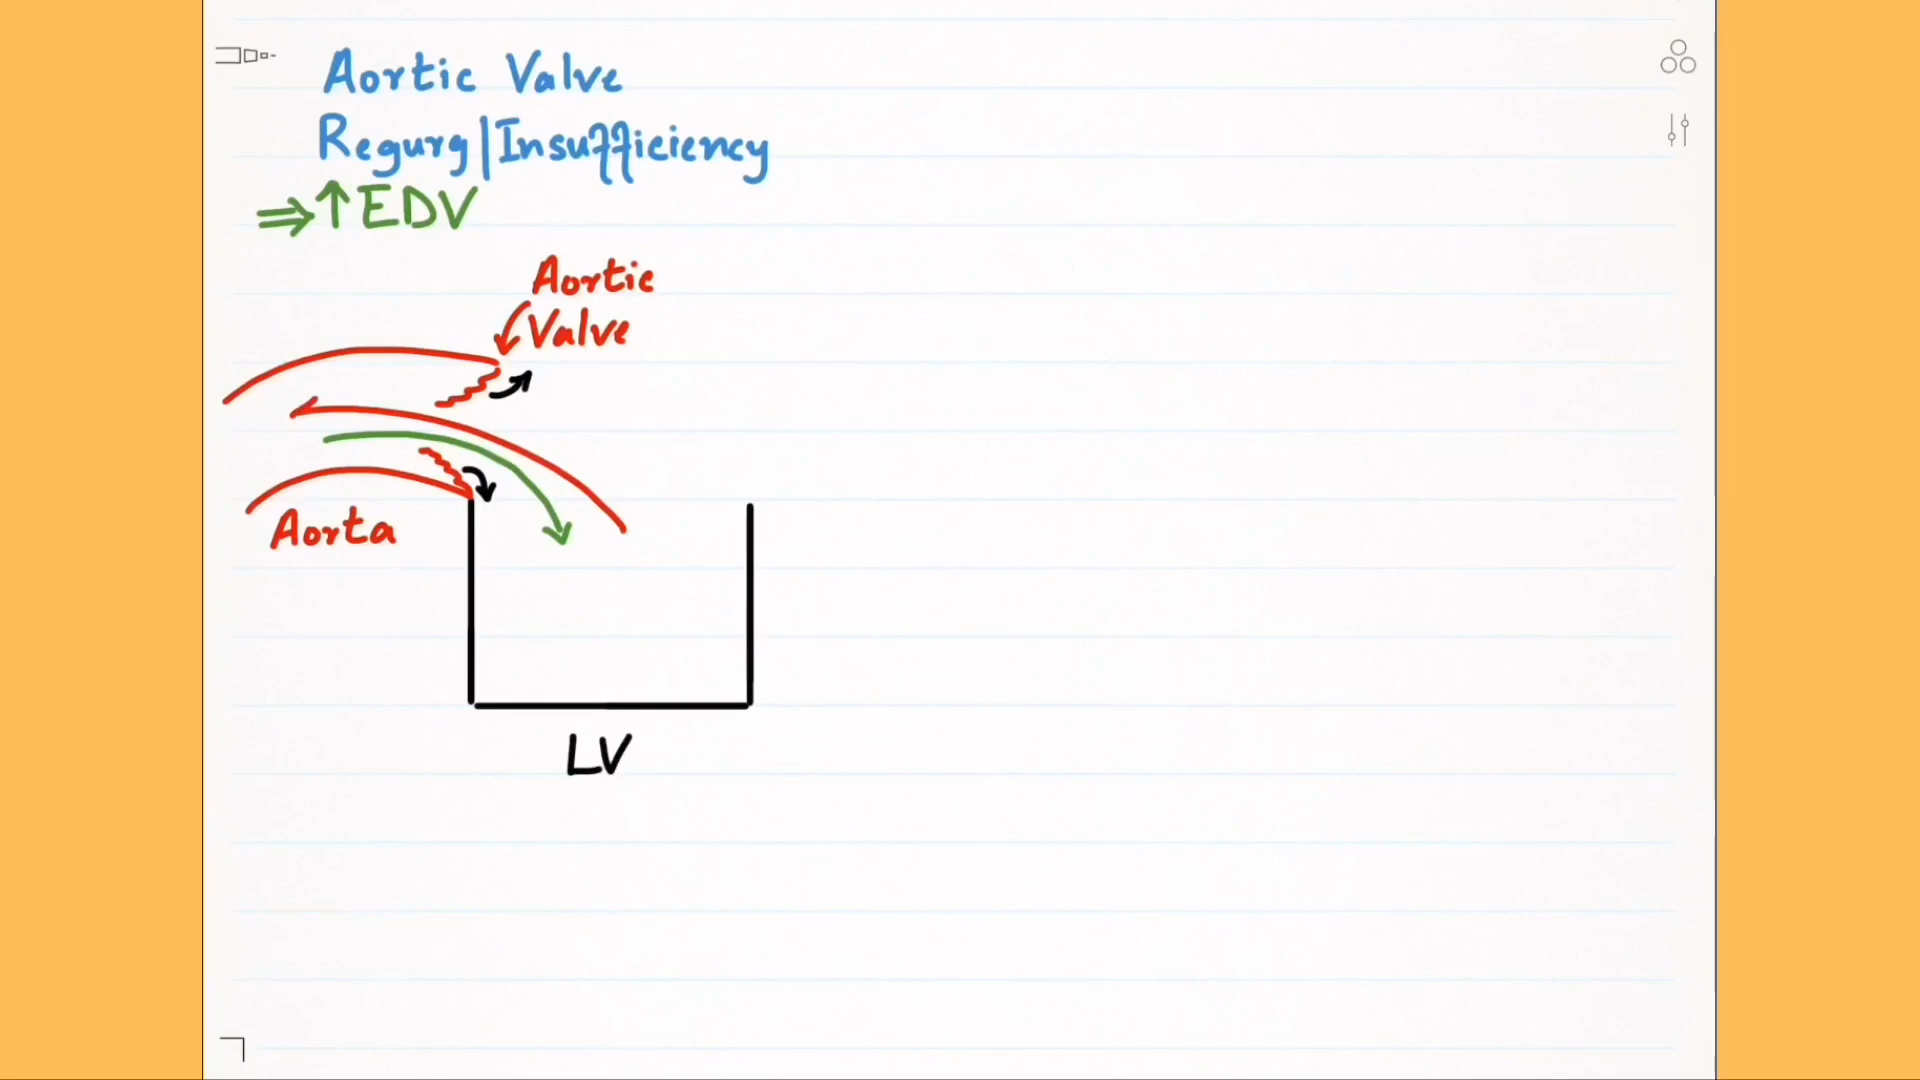 Aortic Valve
Regurg|Insufficiency
⇒↑EDV
Aortic
Valve
Aorta
LV